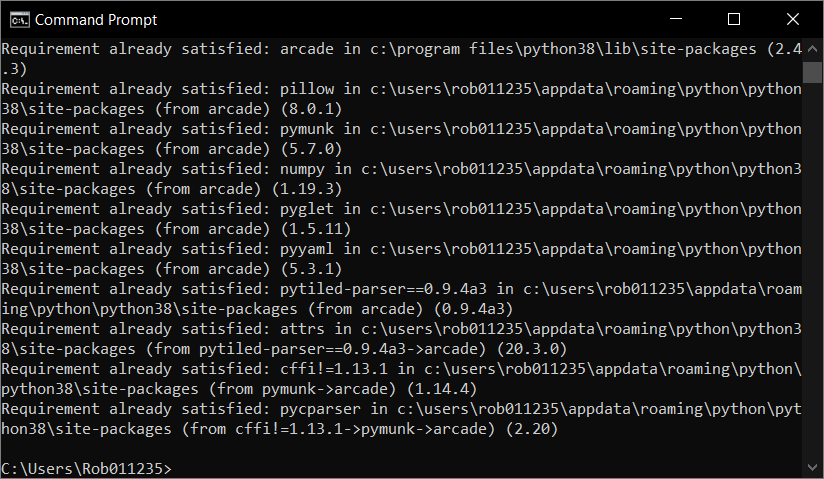 Command Prompt
Requirement already satisfied: arcade in c:\program files\python38\lib\site-packages (2.4
.3)
Requirement already satisfied: pillow in c:\users\rob011235\appdata\roaming\python\python
38\site-packages (from arcade) (8.0.1)
Requirement already satisfied: pymunk in c:\users\rob011235\appdata\roaming\python\python
38\site-packages (from arcade) (5.7.0)
Requirement already satisfied: numpy in c:\users\rob011235\appdata\roaming\python\python3
8\site-packages (from arcade) (1.19.3)
Requirement already satisfied: pyglet in c:\users\rob011235\appdata\roaming\python\python
38\site-packages (from arcade) (1.5.11)
Requirement already satisfied: pyyaml in c:\users\rob011235\appdata\roaming\python\python
38\site-packages (from arcade) (5.3.1)
Requirement already satisfied: pytiled-parser==0.9.4a3 in c:\users\rob011235\appdata\roam
ing\python\python38\site-packages (from arcade) (0.9.4a3)
Requirement already satisfied: attrs in c:\users\rob011235\appdata\roaming\python\python3
8\site-packages (from pytiled-parser==0.9.4a3->arcade) (20.3.0)
Requirement already satisfied: cffi!=1.13.1 in c:\users\rob011235\appdata\roaming\python\
python38\site-packages (from pymunk->arcade) (1.14.4)
Requirement already satisfied: pycparser in c:\users\rob011235\appdata\roaming\python\pyt
hon38\site-packages (from cffi!=1.13.1->pymunk->arcade) (2.20)
C:\Users\Rob011235>